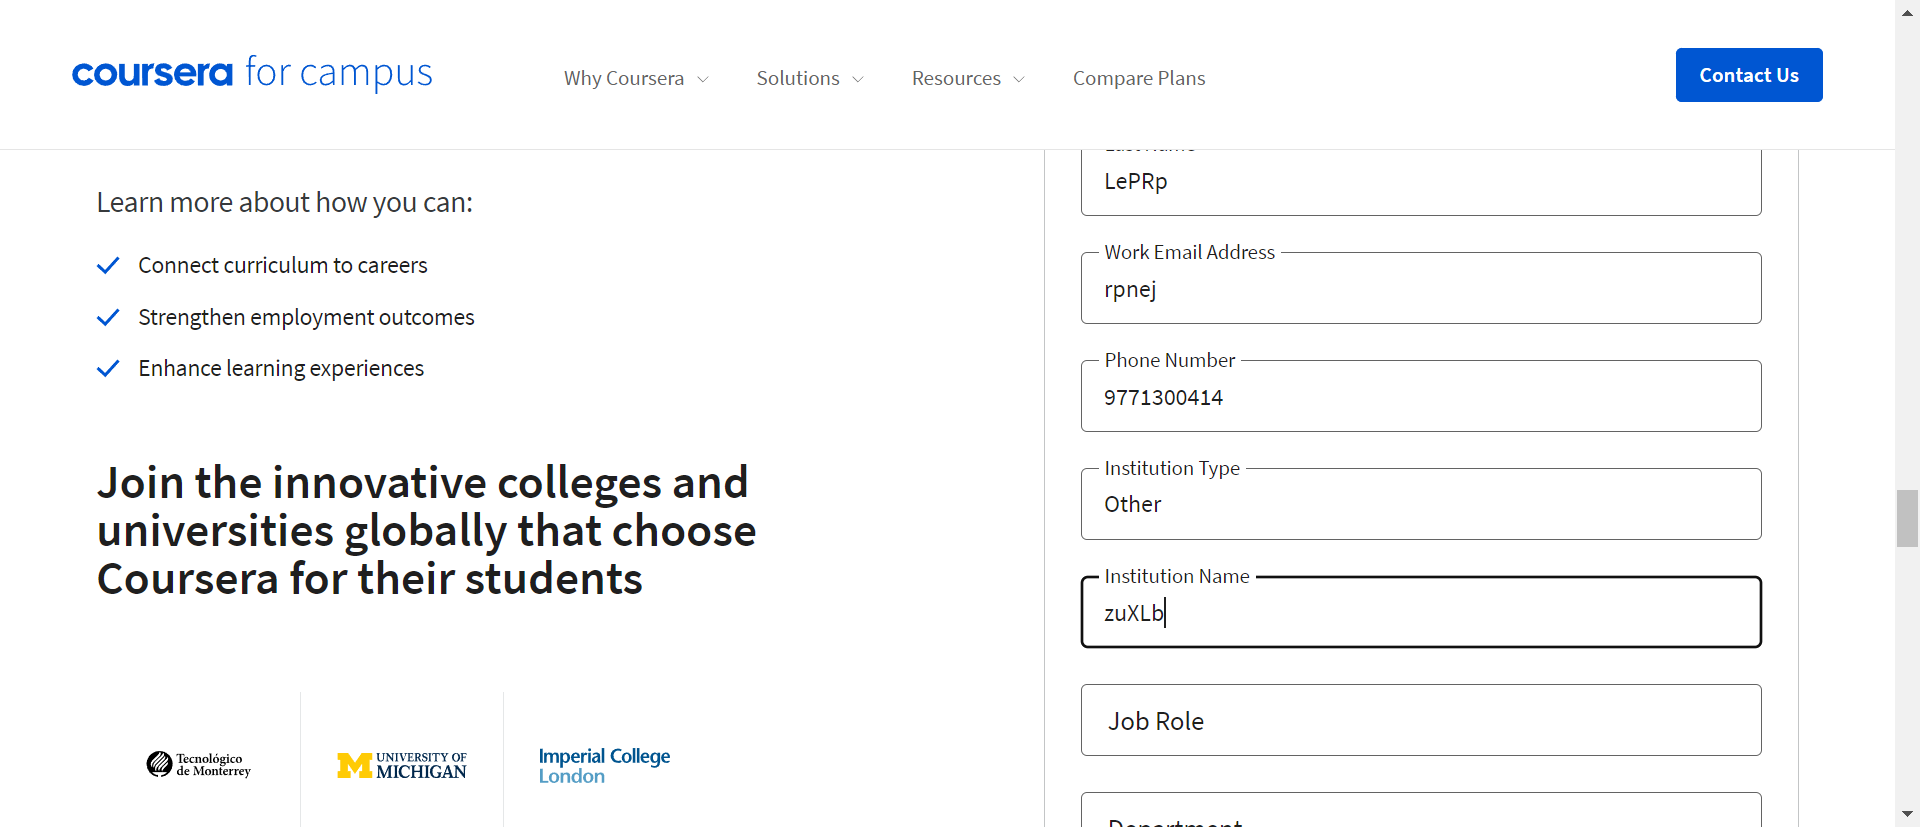 coursera for campus
Why Coursera
Solutions
Resources
Compare Plans
Contact Us
Learn more about how you can:
Connect curriculum to careers
Strengthen employment outcomes
Enhance learning experiences
Join the innovative colleges and
universities globally that choose
Coursera for their students
Tecnológico
de Monterrey
M UNIVERSITY OF
MICHIGAN
Imperial College
London
Last Name
LePRp
Work Email Address
rpnej
Phone Number
9771300414
Institution Type
Other
Institution Name
zuXLb
Job Role
Department